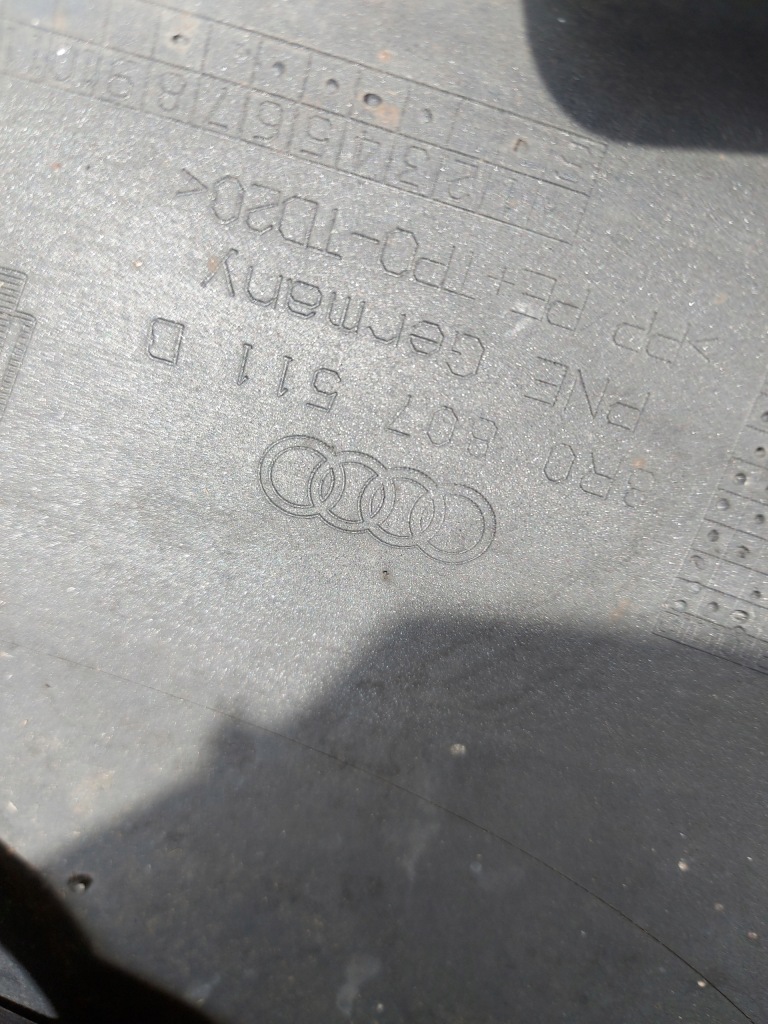 8R0 807 511 D
PNE Germany
>PP/PE+TPO-TD20<
1 2 3 4 5 6 7 8 9